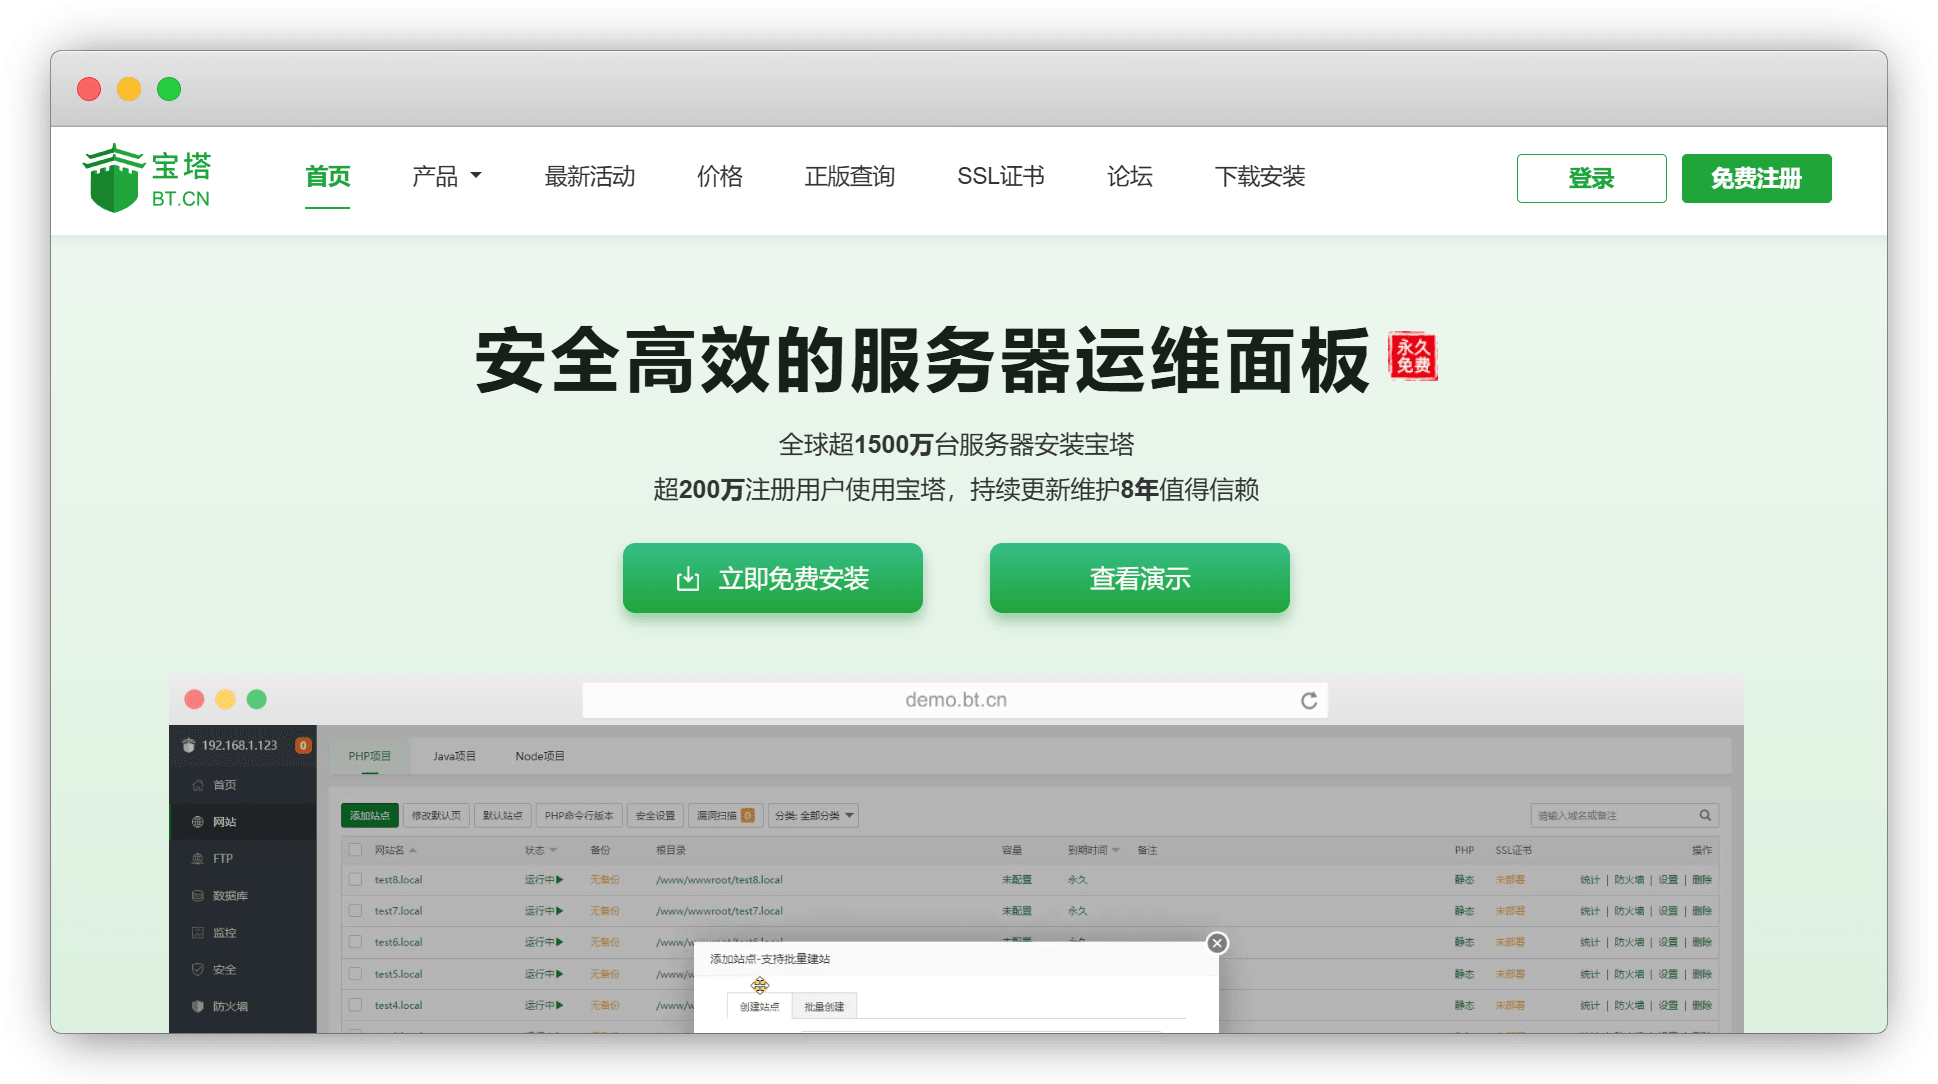 宝塔
BT.CN
首页 产品 最新活动 价格 正版查询 SSL证书 论坛 下载安装
登录 免费注册
安全高效的服务器运维面板
永久
免费
全球超1500万台服务器安装宝塔
超200万注册用户使用宝塔，持续更新维护8年值得信赖
立即免费安装 查看演示
demo.bt.cn
192.168.1.123 0
首页
网站
FTP
数据库
监控
安全
防火墙
PHP项目 Java项目 Node项目
添加站点 修改默认页 默认站点 PHP命令行版本 安全设置 漏洞扫描 0 分类: 全部分类 请输入域名或备注
网站名 状态 备份 根目录 容量 到期时间 备注 PHP SSL证书 操作
test8.local 运行中 无备份 /www/wwwroot/test8.local 未配置 永久 静态 未部署 统计 | 防火墙 | 设置 | 删除
test7.local 运行中 无备份 /www/wwwroot/test7.local 未配置 永久 静态 未部署 统计 | 防火墙 | 设置 | 删除
test6.local 运行中 无备份 静态 未部署 统计 | 防火墙 | 设置 | 删除
test5.local 运行中 无备份 /www/w 静态 未部署 统计 | 防火墙 | 设置 | 删除
test4.local 运行中 无备份 /www/w 静态 未部署 统计 | 防火墙 | 设置 | 删除
添加站点-支持批量建站
创建站点 批量创建